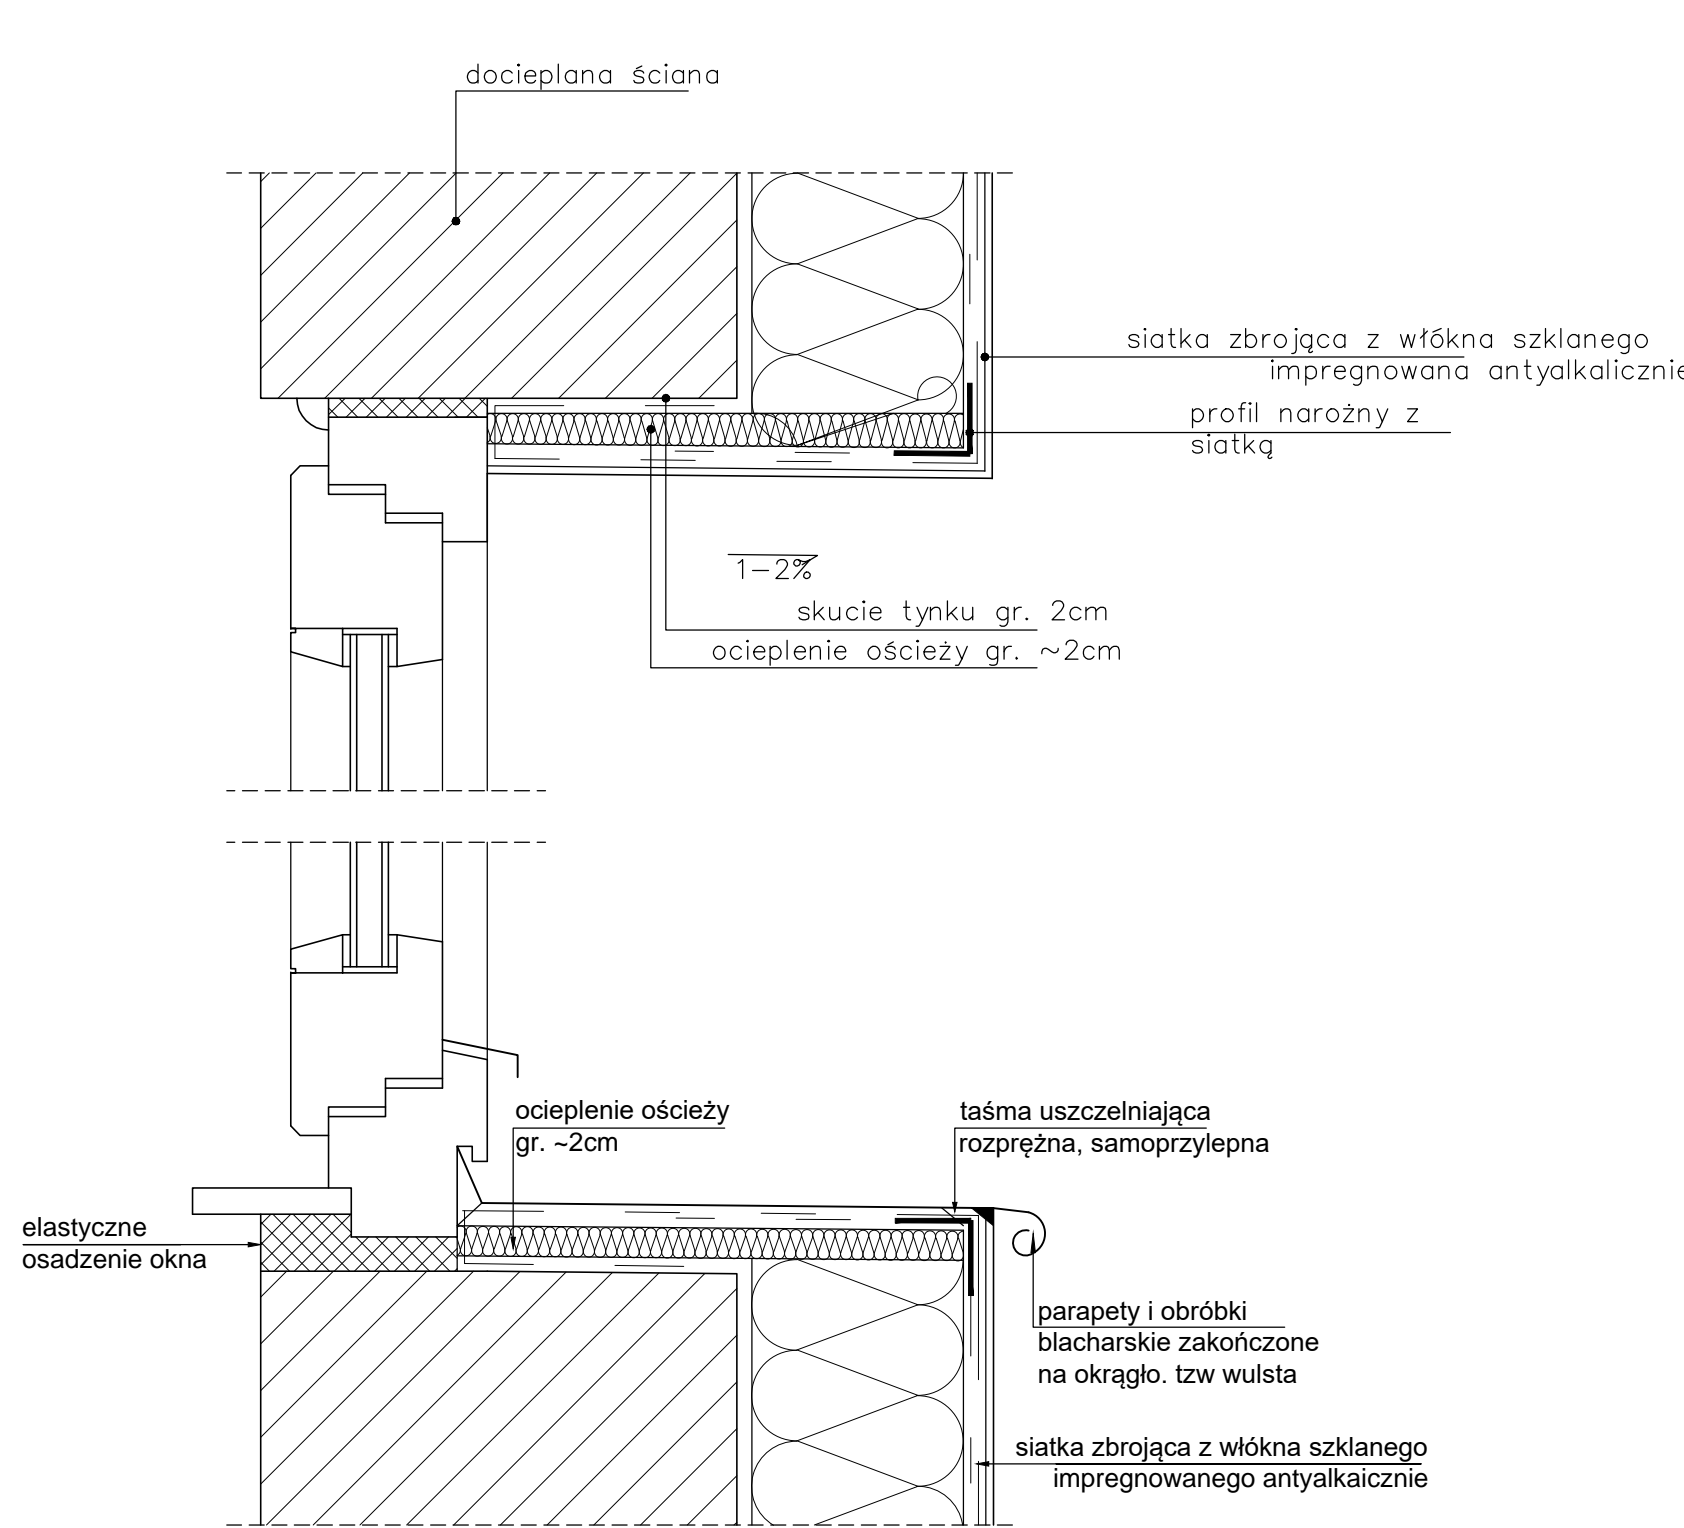 docieplana ściana
siatka zbrojąca z włókna szklanego
impregnowana antyalkalicznie
profil narożny z
siatką
1-2%
skucie tynku gr. 2cm
ocieplenie ościeży gr. ~2cm
ocieplenie ościeży
gr. ~2cm
taśma uszczelniająca
rozprężna, samoprzylepna
elastyczne
osadzenie okna
parapety i obróbki
blacharskie zakończone
na okrągło. tzw wulsta
siatka zbrojąca z włókna szklanego
impregnowanego antyalkaicznie